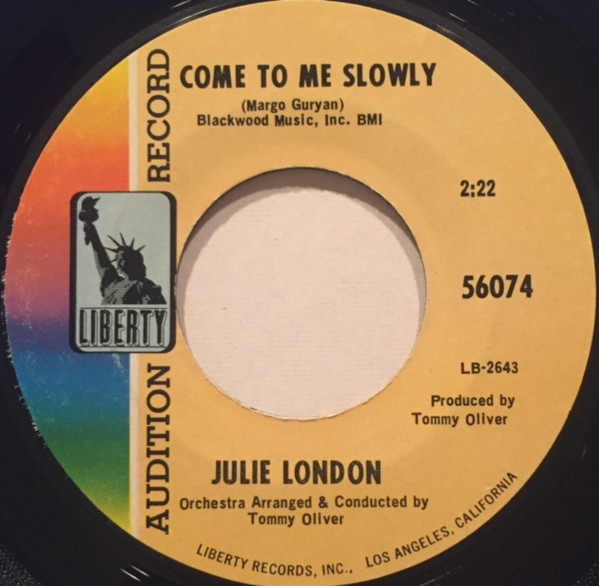 COME TO ME SLOWLY
(Margo Guryan)
Blackwood Music, Inc. BMI
AUDITION RECORD
LIBERTY
2:22
56074
LB-2643
Produced by
Tommy Oliver
JULIE LONDON
Orchestra Arranged & Conducted by
Tommy Oliver
LIBERTY RECORDS, INC., LOS ANGELES, CALIFORNIA